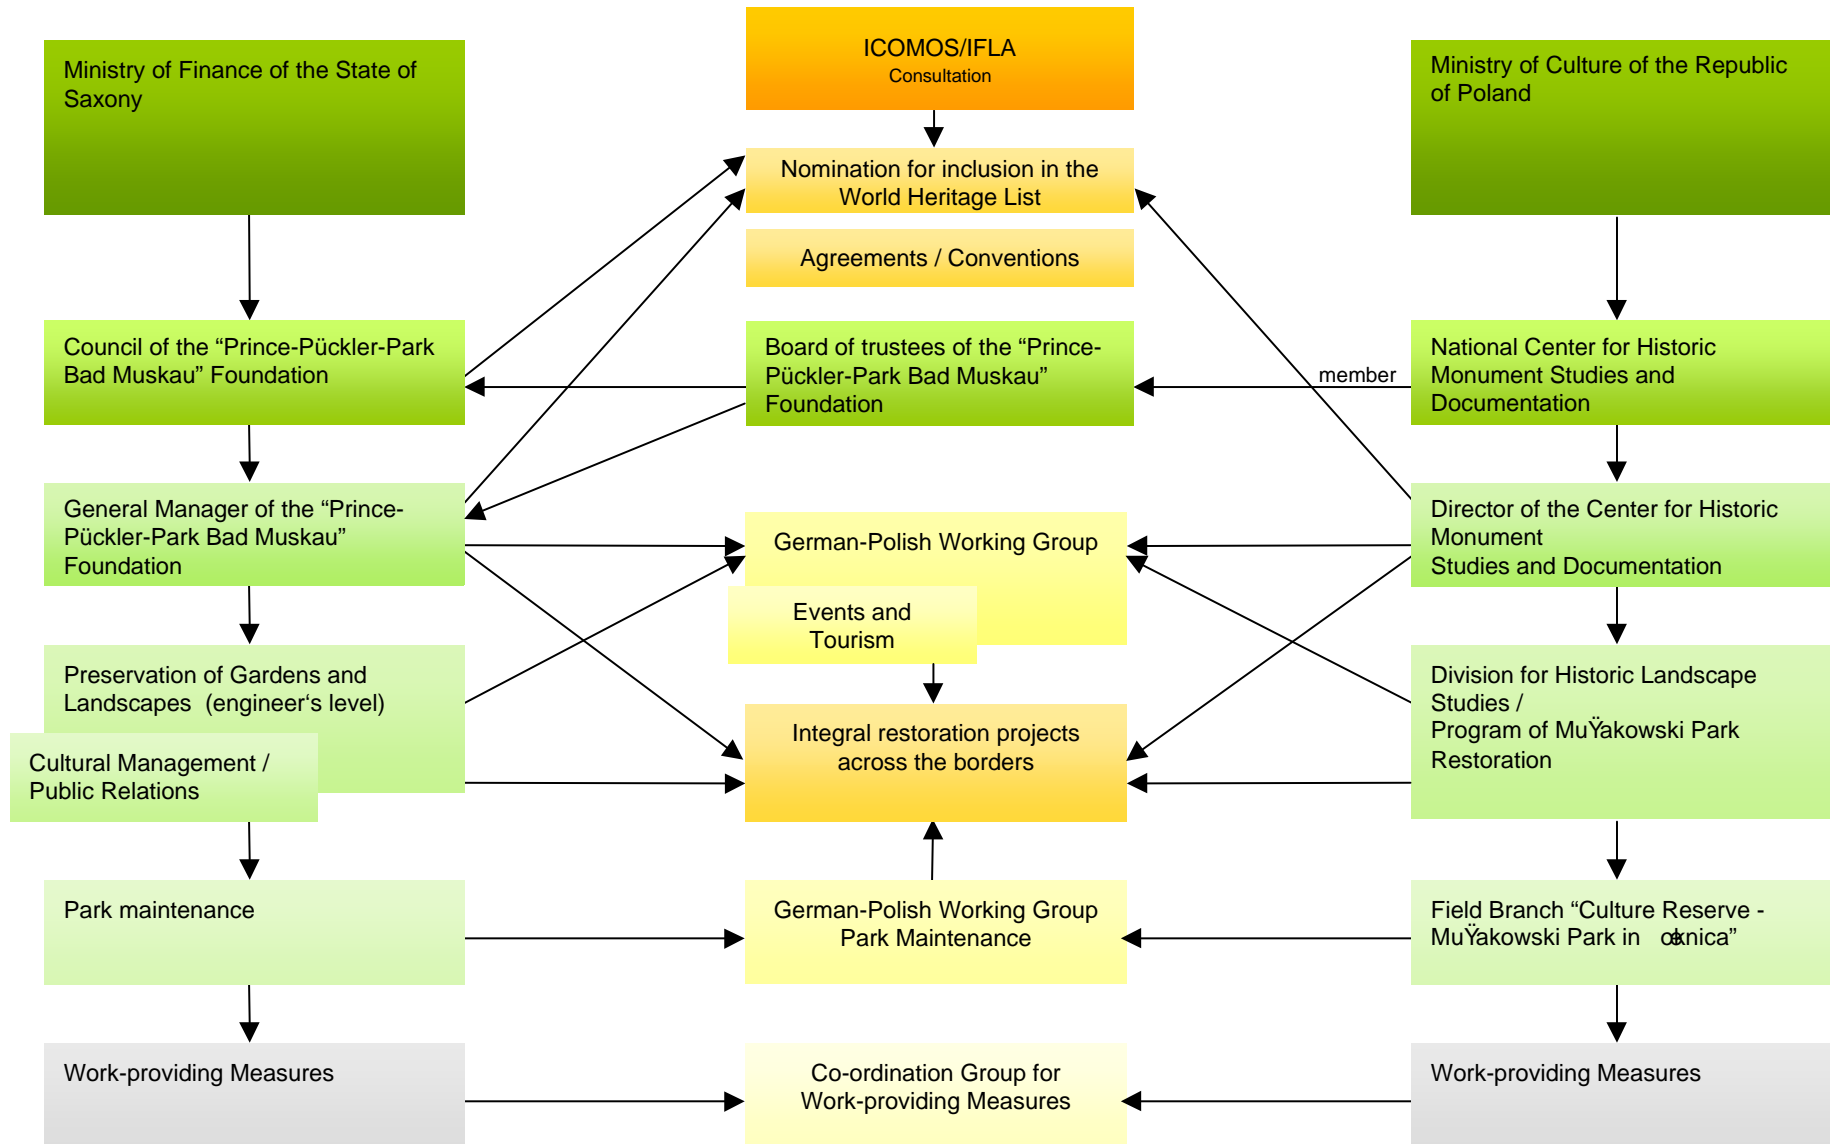 Ministry of Finance of the State of
Saxony
ICOMOS/IFLA
Consultation
Ministry of Culture of the Republic
of Poland
Nomination for inclusion in the
World Heritage List
Agreements / Conventions
Council of the “Prince-Pückler-Park
Bad Muskau” Foundation
Board of trustees of the “Prince-
Pückler-Park Bad Muskau”
Foundation
member
National Center for Historic
Monument Studies and
Documentation
General Manager of the “Prince-
Pückler-Park Bad Muskau”
Foundation
German-Polish Working Group
Events and
Tourism
Director of the Center for Historic
Monument
Studies and Documentation
Preservation of Gardens and
Landscapes (engineer‘s level)
Cultural Management /
Public Relations
Integral restoration projects
across the borders
Division for Historic Landscape
Studies /
Program of MuŸakowski Park
Restoration
Park maintenance
German-Polish Working Group
Park Maintenance
Field Branch “Culture Reserve -
MuŸakowski Park in
Work-providing Measures
Co-ordination Group for
Work-providing Measures
Work-providing Measures